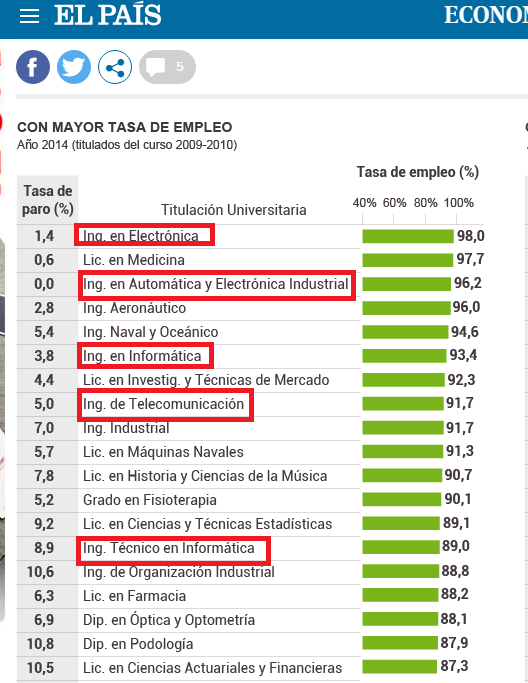 EL PAÍS
ECONO
f
5
CON MAYOR TASA DE EMPLEO
Año 2014 (titulados del curso 2009-2010)
Tasa de empleo (%)
Tasa de
paro (%)
Titulación Universitaria
40% 60% 80% 100%
1,4 Ing. en Electrónica 98,0
0,6 Lic. en Medicina 97,7
0,0 Ing. en Automática y Electrónica Industrial 96,2
2,8 Ing. Aeronáutico 96,0
5,4 Ing. Naval y Oceánico 94,6
3,8 Ing. en Informática 93,4
4,4 Lic. en Investig. y Técnicas de Mercado 92,3
5,0 Ing. de Telecomunicación 91,7
7,0 Ing. Industrial 91,7
5,7 Lic. en Máquinas Navales 91,3
7,8 Lic. en Historia y Ciencias de la Música 90,7
5,2 Grado en Fisioterapia 90,1
9,2 Lic. en Ciencias y Técnicas Estadísticas 89,1
8,9 Ing. Técnico en Informática 89,0
10,6 Ing. de Organización Industrial 88,8
6,3 Lic. en Farmacia 88,2
6,9 Dip. en Óptica y Optometría 88,1
10,8 Dip. en Podología 87,9
10,5 Lic. en Ciencias Actuariales y Financieras 87,3